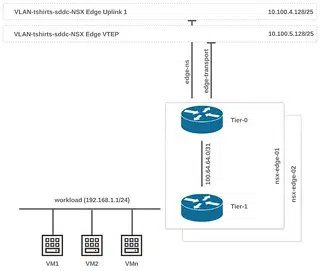 VLAN-tshirts-sddc-NSX Edge Uplink 1 10.100.4.128/25
VLAN-tshirts-sddc-NSX Edge VTEP 10.100.5.128/25
edge-ns
edge-transport
Tier-0
100.64.64.0/31
nsx-edge-01
nsx-edge-02
Tier-1
workload (192.168.1.1/24)
VM1 VM2 VMn